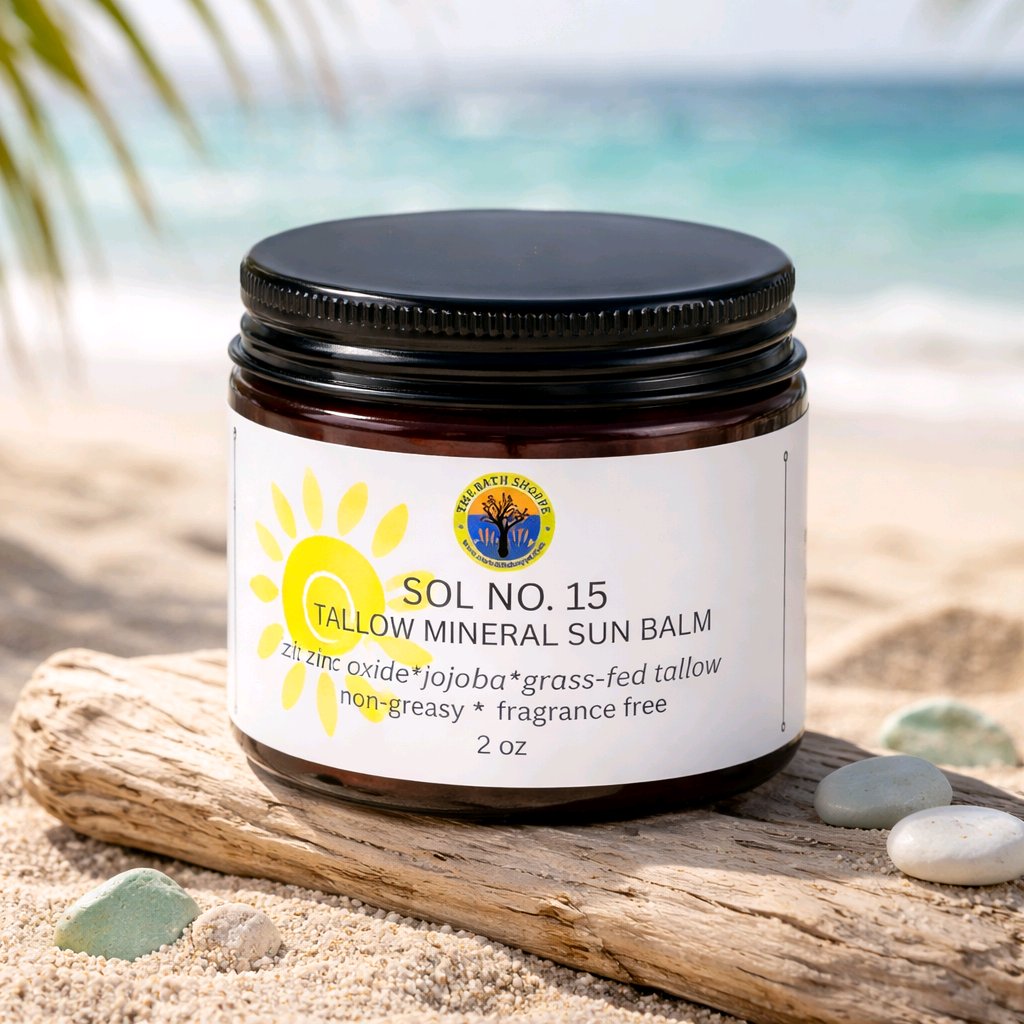 THE BATH SHOPPE
SOL NO. 15
TALLOW MINERAL SUN BALM
zinc oxide*jojoba*grass-fed tallow
non-greasy * fragrance free
2 oz